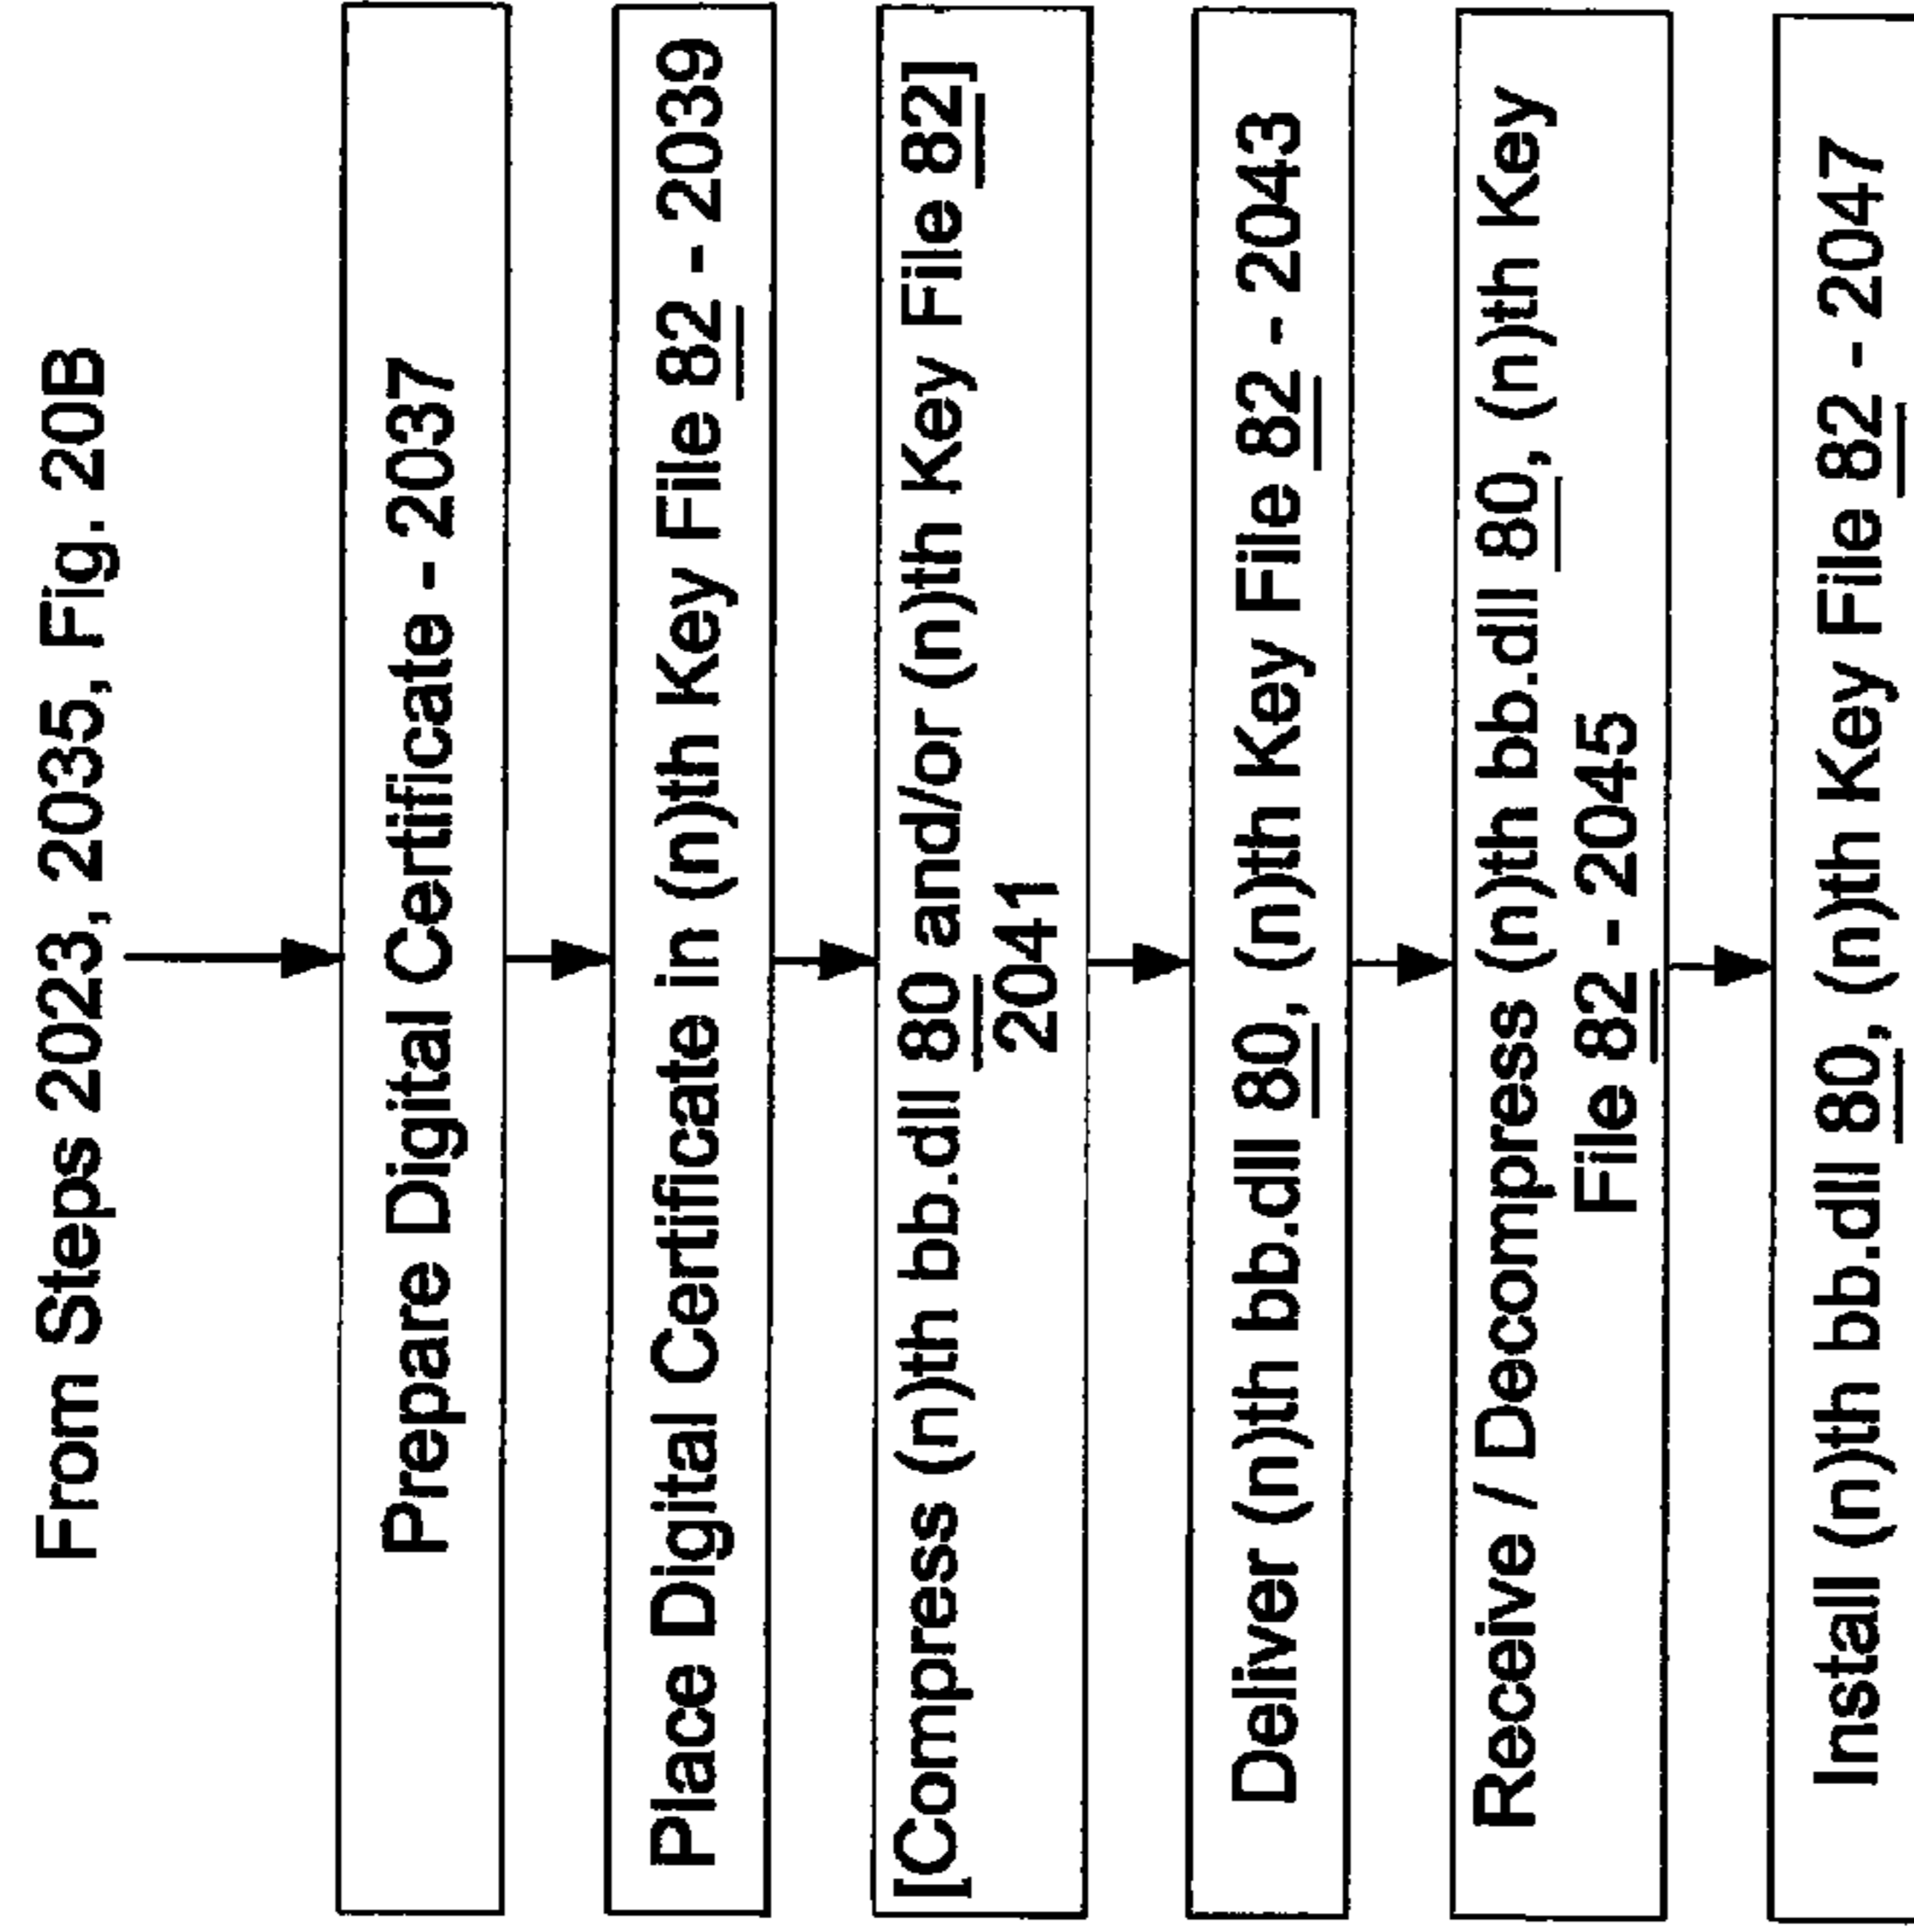 From Steps 2023, 2035, Fig. 20B
Prepare Digital Certificate - 2037
Place Digital Certificate in (n)th Key File 82 - 2039
[Compress (n)th bb.dll 80 and/or (n)th Key File 82]
2041
Deliver (n)th bb.dll 80, (n)th Key File 82 - 2043
Receive / Decompress (n)th bb.dll 80, (n)th Key
File 82 - 2045
Install (n)th bb.dll 80, (n)th Key File 82 - 2047